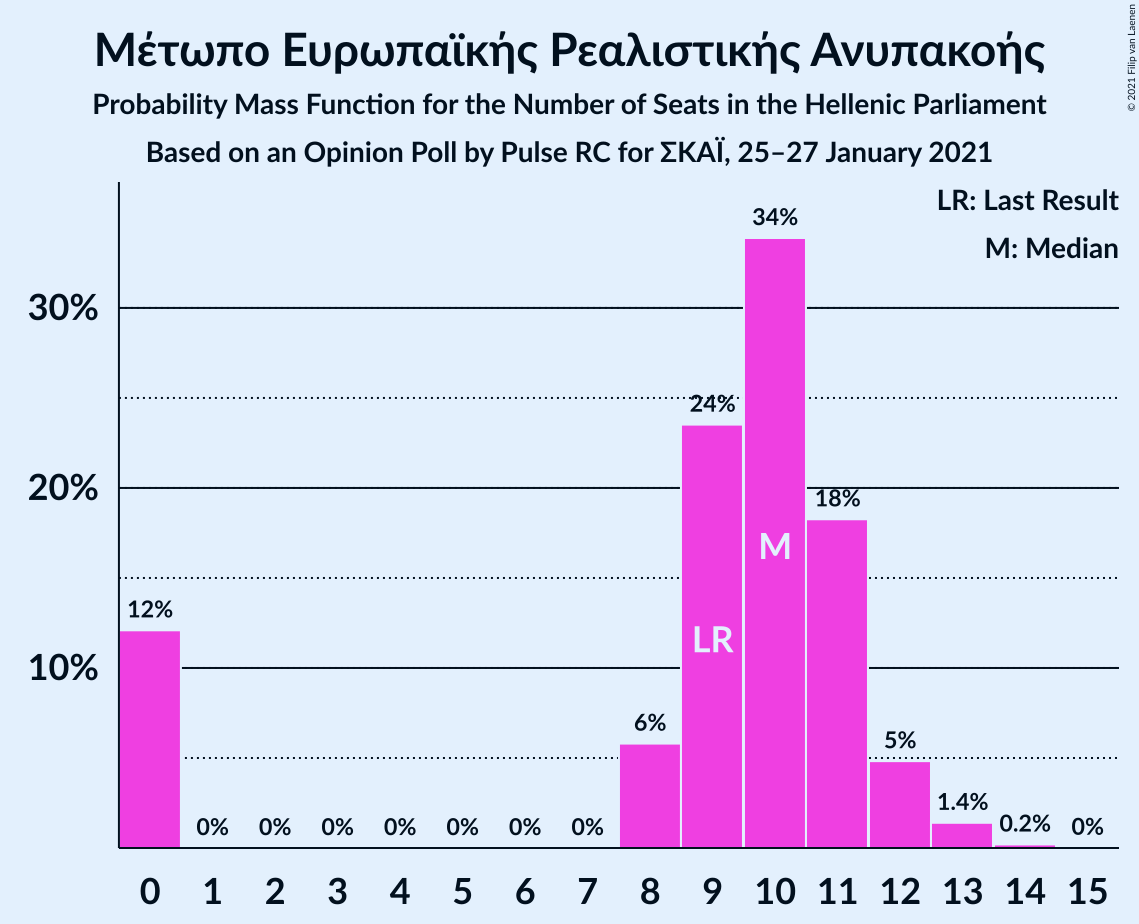 Μέτωπο Ευρωπαϊκής Ρεαλιστικής Ανυπακοής
Probability Mass Function for the Number of Seats in the Hellenic Parliament
Based on an Opinion Poll by Pulse RC for ΣΚΑΪ, 25–27 January 2021
© 2021 Filip van Laenen
LR: Last Result
M: Median
34%
30%
24%
20%
18%
M
12%
LR
10%
6%
5%
1.4%
0% 0% 0% 0% 0% 0% 0% 0.2% 0%
0 1 2 3 4 5 6 7 8 9 10 11 12 13 14 15